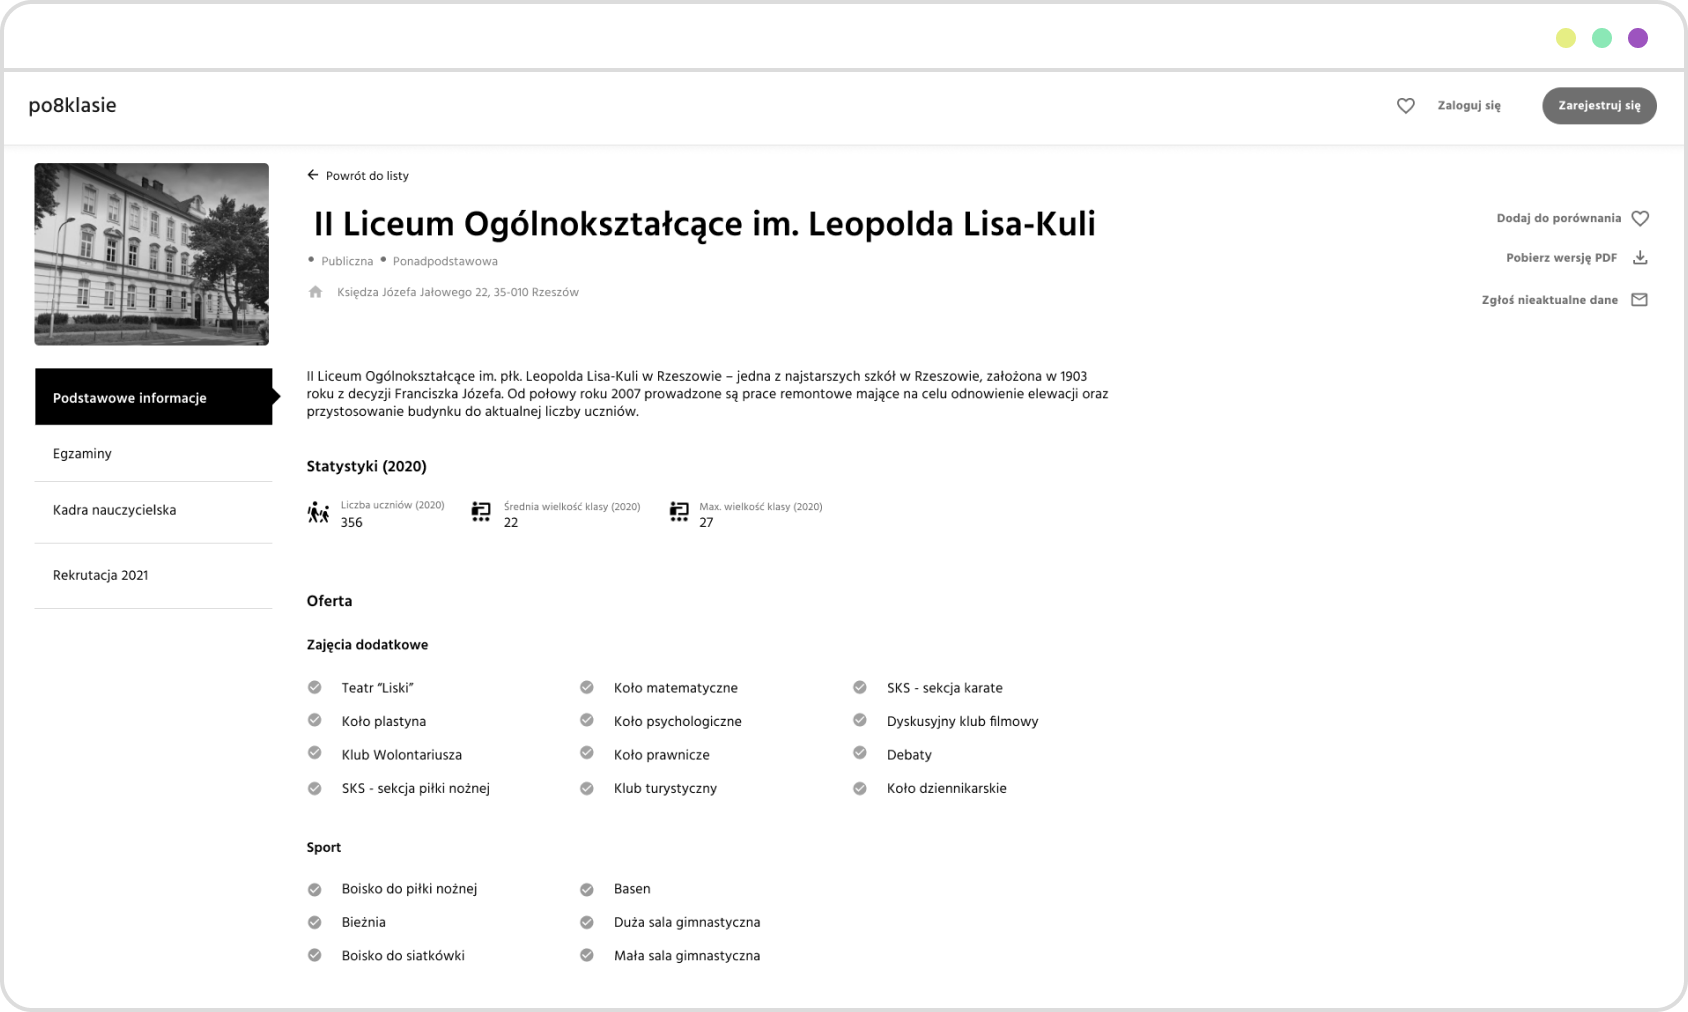 po8klasie
Zaloguj się
Zarejestruj się
Powrót do listy
II Liceum Ogólnokształcące im. Leopolda Lisa-Kuli
Publiczna
Ponadpodstawowa
Księdza Józefa Jałowego 22, 35-010 Rzeszów
Dodaj do porównania
Pobierz wersję PDF
Zgłoś nieaktualne dane
Podstawowe informacje
Egzaminy
Kadra nauczycielska
Rekrutacja 2021
II Liceum Ogólnokształcące im. płk. Leopolda Lisa-Kuli w Rzeszowie – jedna z najstarszych szkół w Rzeszowie, założona w 1903
roku z decyzji Franciszka Józefa. Od połowy roku 2007 prowadzone są prace remontowe mające na celu odnowienie elewacji oraz
przystosowanie budynku do aktualnej liczby uczniów.
Statystyki (2020)
Liczba uczniów (2020)
356
Średnia wielkość klasy (2020)
22
Max. wielkość klasy (2020)
27
Oferta
Zajęcia dodatkowe
Teatr “Liski”
Koło matematyczne
SKS - sekcja karate
Koło plastyna
Koło psychologiczne
Dyskusyjny klub filmowy
Klub Wolontariusza
Koło prawnicze
Debaty
SKS - sekcja piłki nożnej
Klub turystyczny
Koło dziennikarskie
Sport
Boisko do piłki nożnej
Basen
Bieżnia
Duża sala gimnastyczna
Boisko do siatkówki
Mała sala gimnastyczna